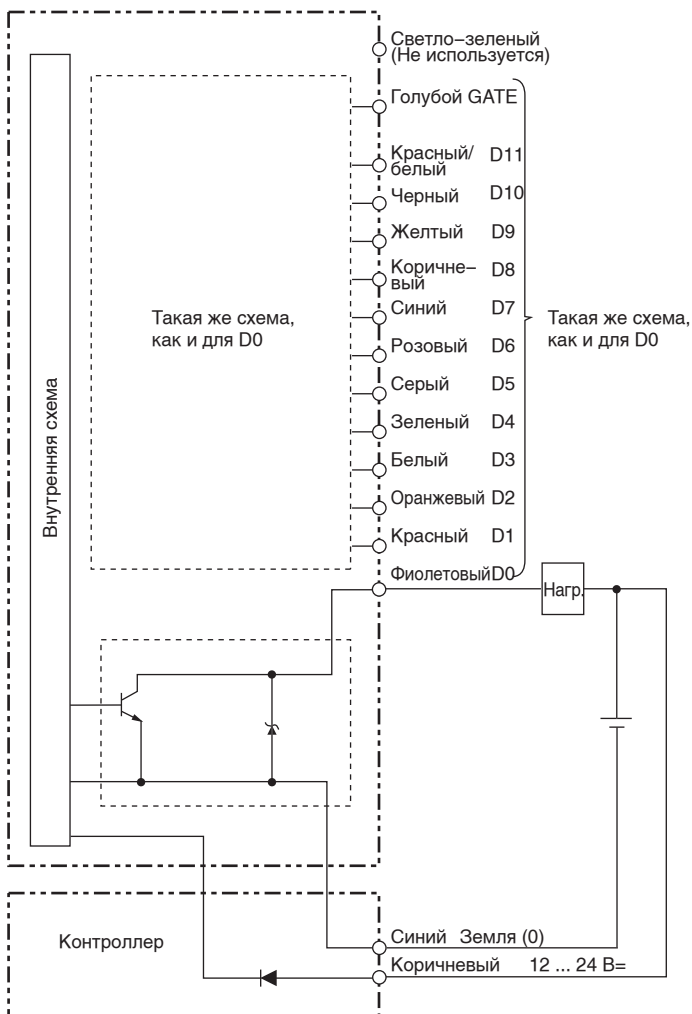 Светло–зеленый
(Не используется)
Голубой GATE
Красный/
белый D11
Черный D10
Желтый D9
Коричне–
вый D8
Синий D7
Розовый D6
Серый D5
Зеленый D4
Белый D3
Оранжевый D2
Красный D1
Фиолетовый D0
Такая же схема,
как и для D0
Такая же схема,
как и для D0
Внутренняя схема
Нагр.
Контроллер
Синий Земля (0)
Коричневый 12 ... 24 В=